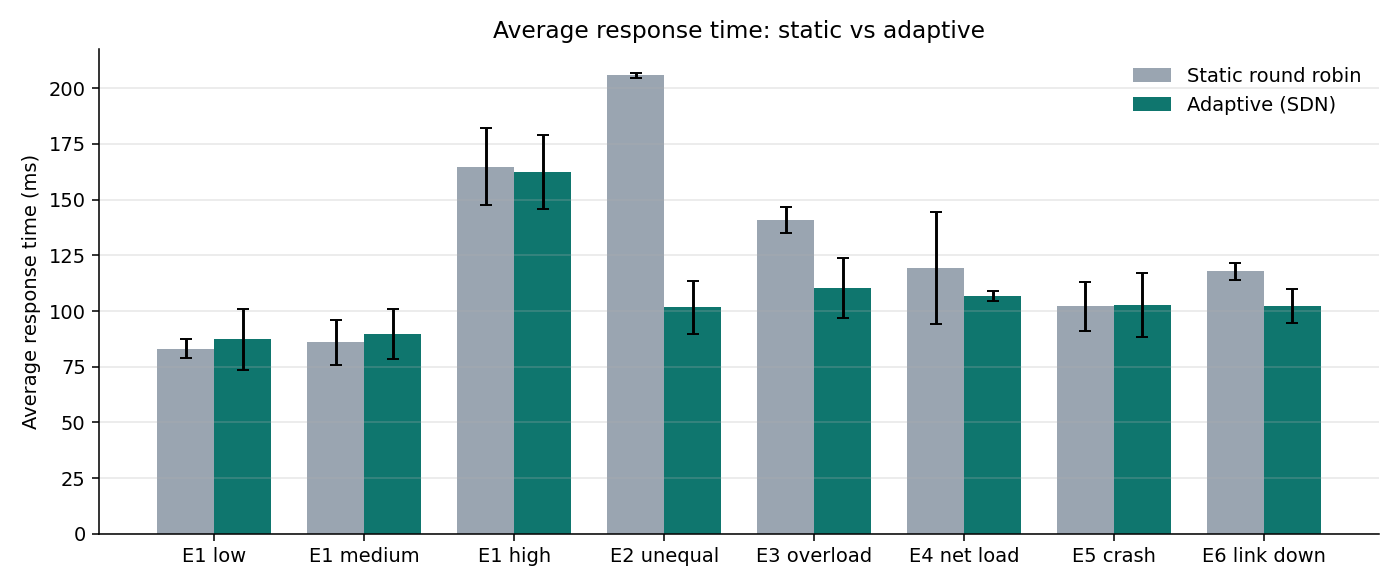 Average response time: static vs adaptive
Static round robin
Adaptive (SDN)
Average response time (ms)
200
175
150
125
100
75
50
25
0
E1 low E1 medium E1 high E2 unequal E3 overload E4 net load E5 crash E6 link down